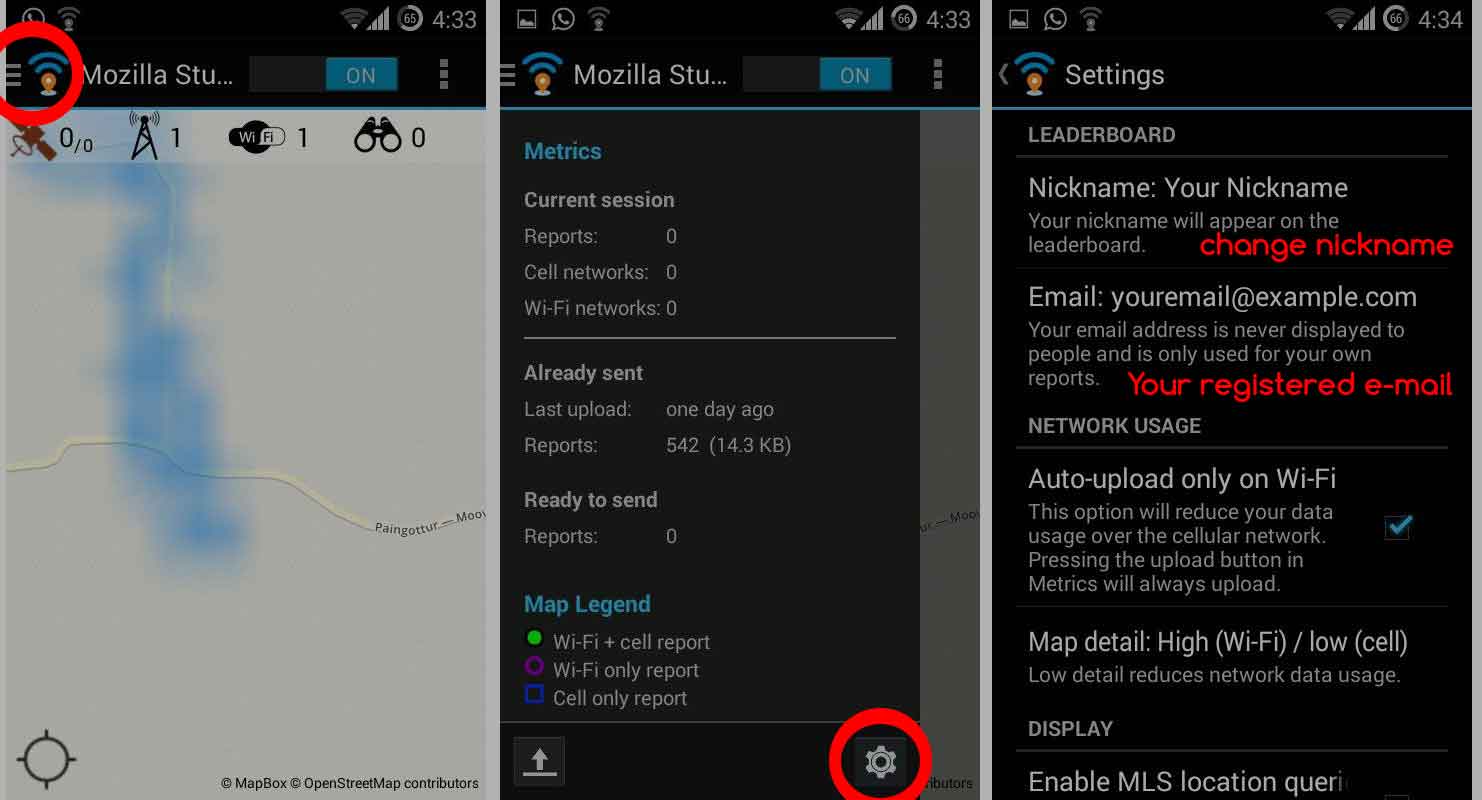 65 4:33
Mozilla Stu... ON
0/0 1 WiFi 1 0
Paingottur — Moov
© MapBox © OpenStreetMap contributors
66 4:33
Mozilla Stu... ON
Metrics
Current session
Reports: 0
Cell networks: 0
Wi-Fi networks: 0
Already sent
Last upload: one day ago
Reports: 542 (14.3 KB)
Ready to send
Reports: 0
Map Legend
Wi-Fi + cell report
Wi-Fi only report
Cell only report
ur — Moov
ributors
66 4:34
Settings
LEADERBOARD
Nickname: Your Nickname
Your nickname will appear on the
leaderboard.
change nickname
Email: youremail@example.com
Your email address is never displayed to
people and is only used for your own
reports.
Your registered e-mail
NETWORK USAGE
Auto-upload only on Wi-Fi
This option will reduce your data
usage over the cellular network.
Pressing the upload button in
Metrics will always upload.
Map detail: High (Wi-Fi) / low (cell)
Low detail reduces network data usage.
DISPLAY
Enable MLS location queri